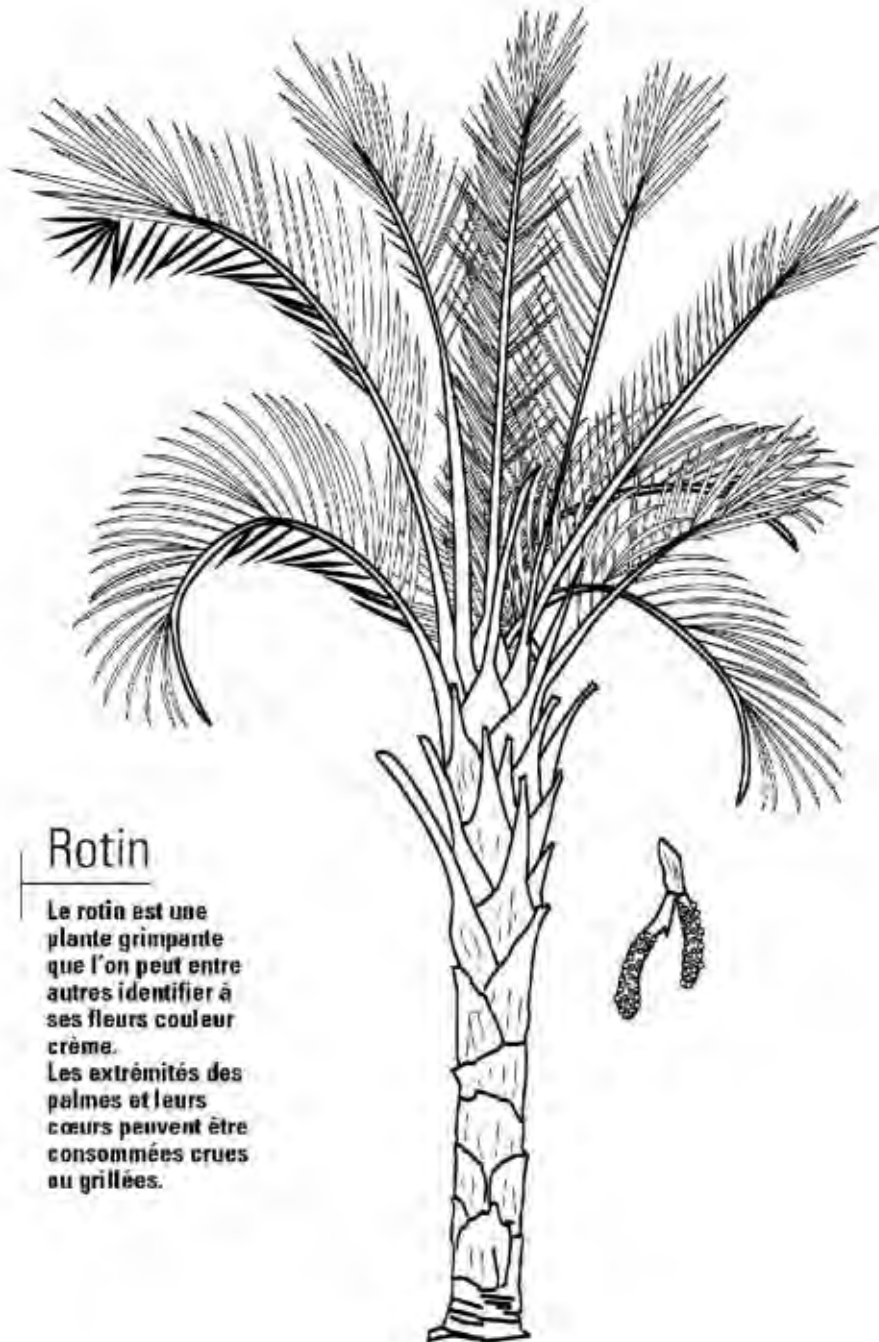 Rotin
Le rotin est une
plante grimpante
que l'on peut entre
autres identifier à
ses fleurs couleur
crème.
Les extrémités des
palmes et leurs
cœurs peuvent être
consommées crues
ou grillées.